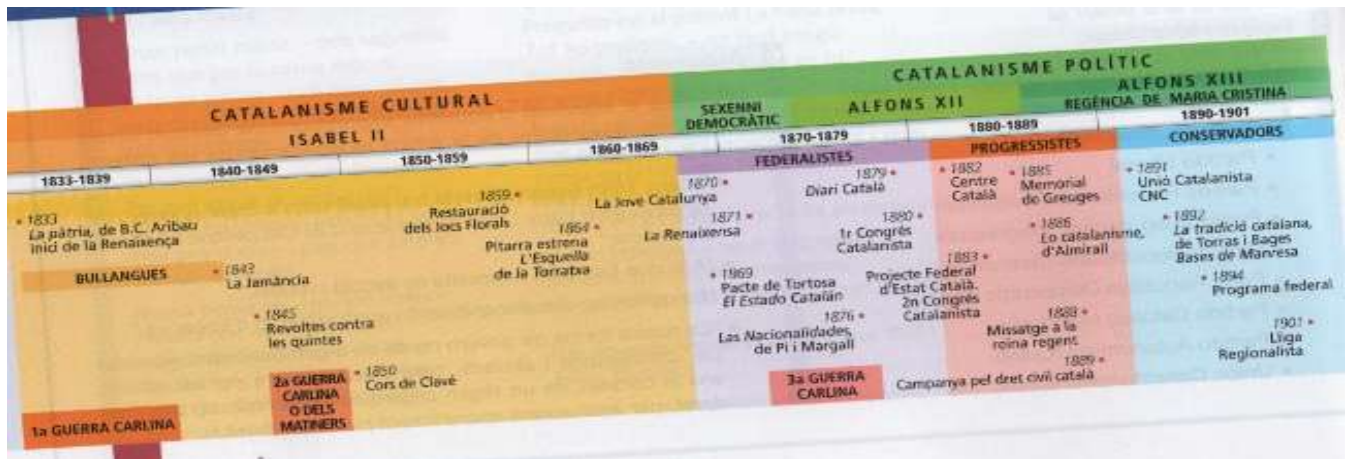 CATALANISME CULTURAL
CATALANISME POLÍTIC
ISABEL II
SEXENNI
DEMOCRÀTIC
ALFONS XII
ALFONS XIII
REGÈNCIA DE MARIA CRISTINA
1833-1839
1840-1849
1850-1859
1860-1869
1870-1879
1880-1889
1890-1901
FEDERALISTES
PROGRESSISTES
CONSERVADORS
• 1833
La pàtria, de B.C. Aribau
Inici de la Renaixença
BULLANGUES
• 1843
La Jamància
• 1845
Revoltes contra
les quintes
• 1850
Cors de Clavé
1a GUERRA CARLINA
2a GUERRA
CARLINA
O DELS
MATINERS
1859 •
Restauració
dels Jocs Florals
1864 •
Pitarra estrena
L'Esquella
de la Torratxa
1870 •
La Jove Catalunya
1871 •
La Renaixensa
• 1869
Pacte de Tortosa
El Estado Catalán
1876 •
Las Nacionalidades,
de Pi i Margall
3a GUERRA
CARLINA
1879 •
Diari Català
1880 •
1r Congrés
Catalanista
1883 •
Projecte Federal
d'Estat Català.
2n Congrés
Catalanista
• 1882
Centre
Català
• 1885
Memorial
de Greuges
• 1886
Lo catalanisme,
d'Almirall
1888 •
Missatge a la
reina regent
1889 •
Campanya pel dret civil català
• 1891
Unió Catalanista
CNC
• 1892
La tradició catalana,
de Torras i Bages
Bases de Manresa
• 1894
Programa federal
1901 •
Lliga
Regionalista